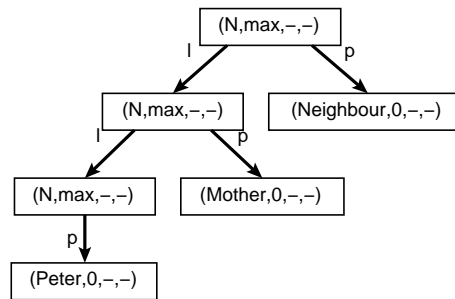 (N,max,−,−)
l p
(N,max,−,−) (Neighbour,0,−,−)
l p
(N,max,−,−) (Mother,0,−,−)
p
(Peter,0,−,−)